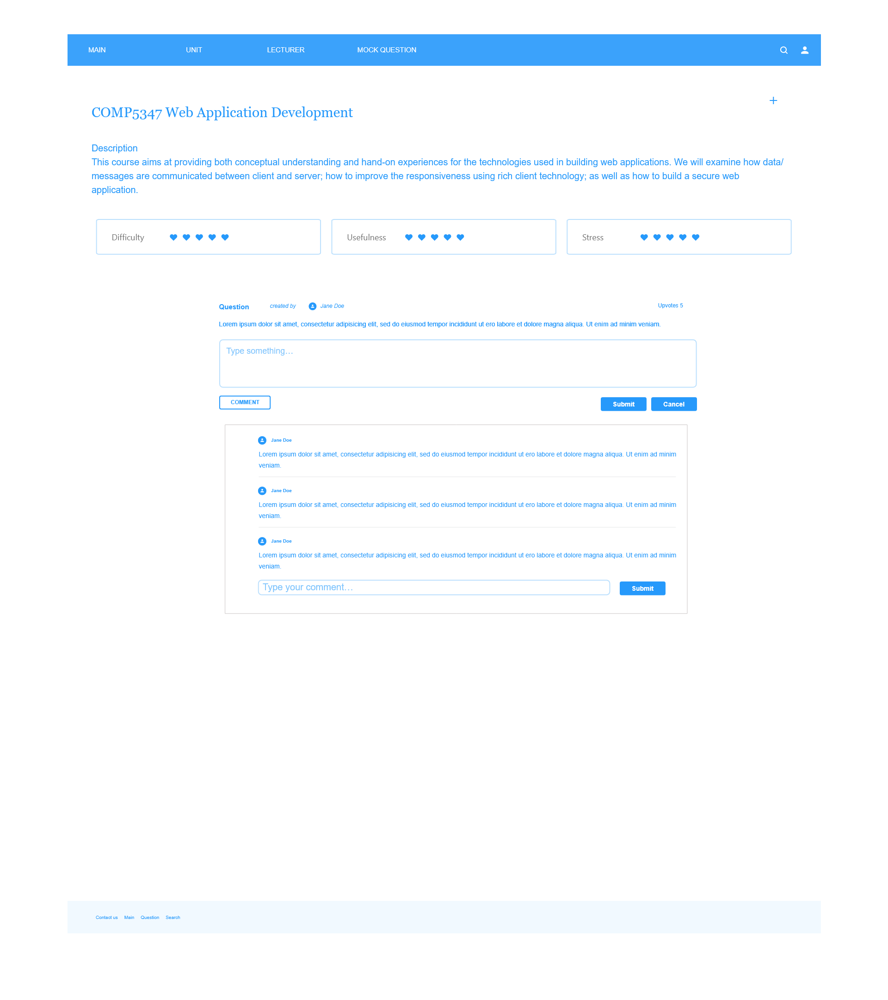 MAIN UNIT LECTURER MOCK QUESTION
COMP5347 Web Application Development
Description
This course aims at providing both conceptual understanding and hand-on experiences for the technologies used in building web applications. We will examine how data/
messages are communicated between client and server; how to improve the responsiveness using rich client technology; as well as how to build a secure web
application.
Difficulty Usefulness Stress
Question created by Jane Doe Upvotes 5
Lorem ipsum dolor sit amet, consectetur adipisicing elit, sed do eiusmod tempor incididunt ut ero labore et dolore magna aliqua. Ut enim ad minim veniam.
Type something...
COMMENT Submit Cancel
Jane Doe
Lorem ipsum dolor sit amet, consectetur adipisicing elit, sed do eiusmod tempor incididunt ut ero labore et dolore magna aliqua. Ut enim ad minim
veniam.
Jane Doe
Lorem ipsum dolor sit amet, consectetur adipisicing elit, sed do eiusmod tempor incididunt ut ero labore et dolore magna aliqua. Ut enim ad minim
veniam.
Jane Doe
Lorem ipsum dolor sit amet, consectetur adipisicing elit, sed do eiusmod tempor incididunt ut ero labore et dolore magna aliqua. Ut enim ad minim
veniam.
Type your comment... Submit
Contact us Main Question Search